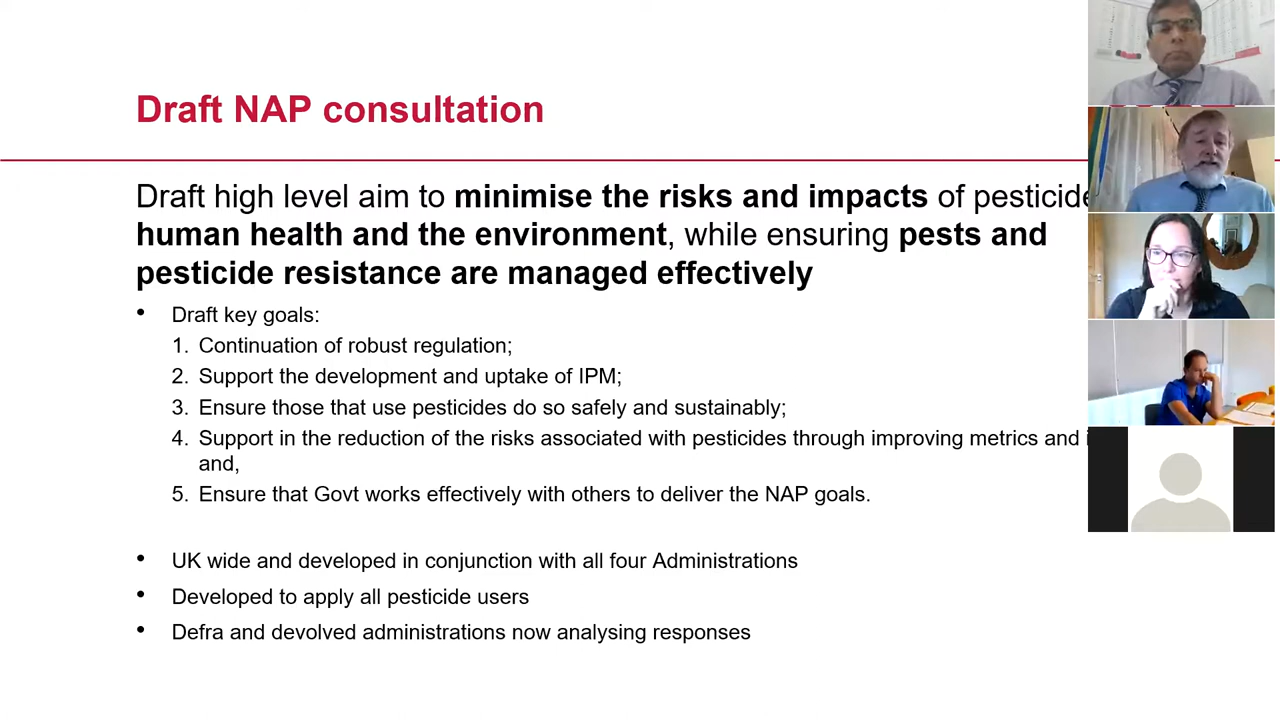 Draft NAP consultation
Draft high level aim to minimise the risks and impacts of pesticide
human health and the environment, while ensuring pests and
pesticide resistance are managed effectively
• Draft key goals:
1. Continuation of robust regulation;
2. Support the development and uptake of IPM;
3. Ensure those that use pesticides do so safely and sustainably;
4. Support in the reduction of the risks associated with pesticides through improving metrics and
and,
5. Ensure that Govt works effectively with others to deliver the NAP goals.
• UK wide and developed in conjunction with all four Administrations
• Developed to apply all pesticide users
• Defra and devolved administrations now analysing responses